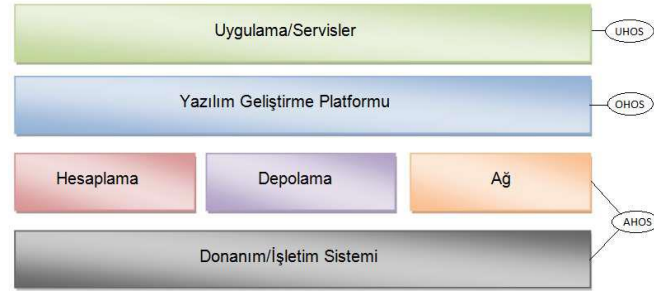 Uygulama/Servisler
UHOS
Yazılım Geliştirme Platformu
OHOS
Hesaplama
Depolama
Ağ
AHOS
Donanım/İşletim Sistemi